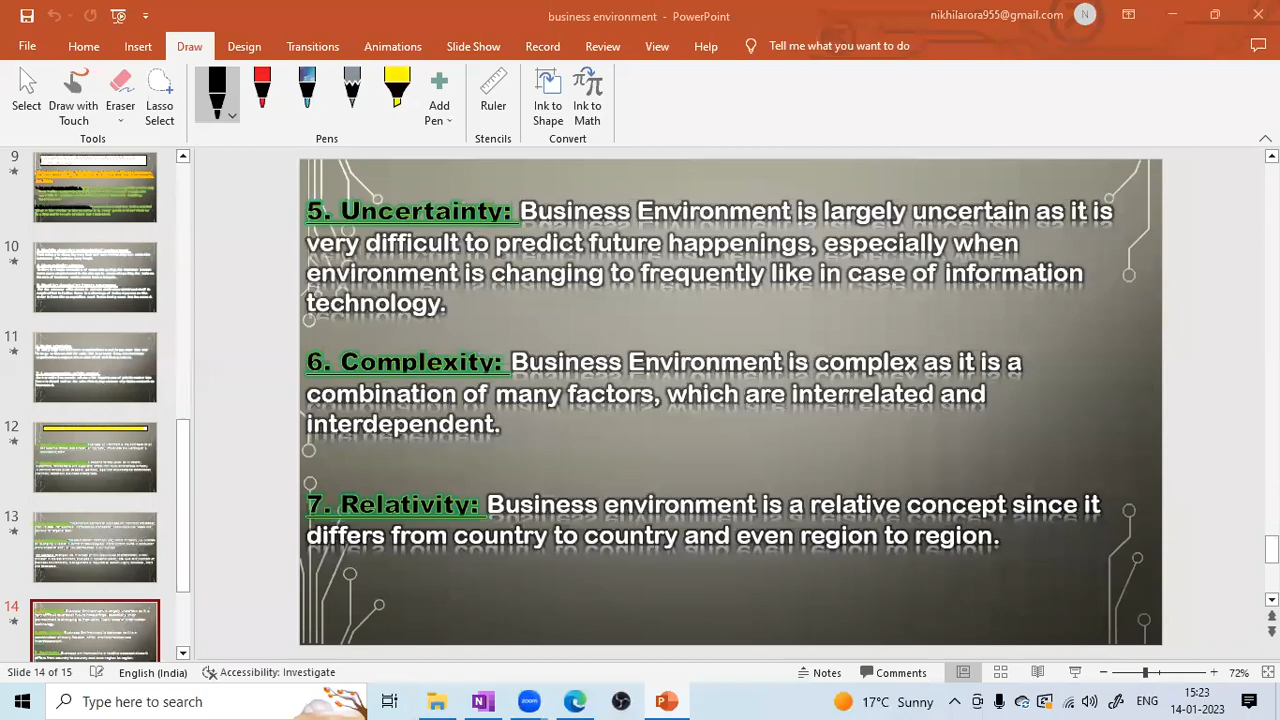 business environment - PowerPoint
nikhilarora955@gmail.com N
File Home Insert Draw Design Transitions Animations Slide Show Record Review View Help Tell me what you want to do
Select Draw with Touch Eraser Lasso Select Add Pen Ruler Ink to Shape Ink to Math
Tools Pens Stencils Convert
9
10
11
12
13
14
5. Uncertainty: Business Environment is largely uncertain as it is
very difficult to predict future happenings, especially when
environment is changing to frequently like in case of information
technology.
6. Complexity: Business Environment is complex as it is a
combination of many factors, which are interrelated and
interdependent.
7. Relativity: Business environment is a relative concept since it
differs from country to country and even region to region.
Slide 14 of 15 English (India) Accessibility: Investigate Notes Comments 72%
Type here to search zoom 17°C Sunny ENG 15:23
14-01-2023